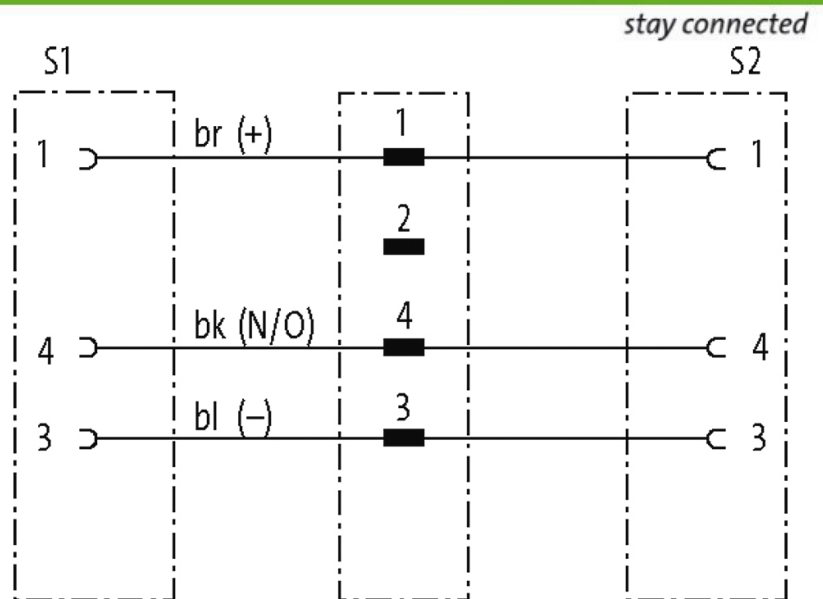 stay connected
S1 S2
1 br (+) 1 1
2
4 bk (N/O) 4 4
3 bl (–) 3 3